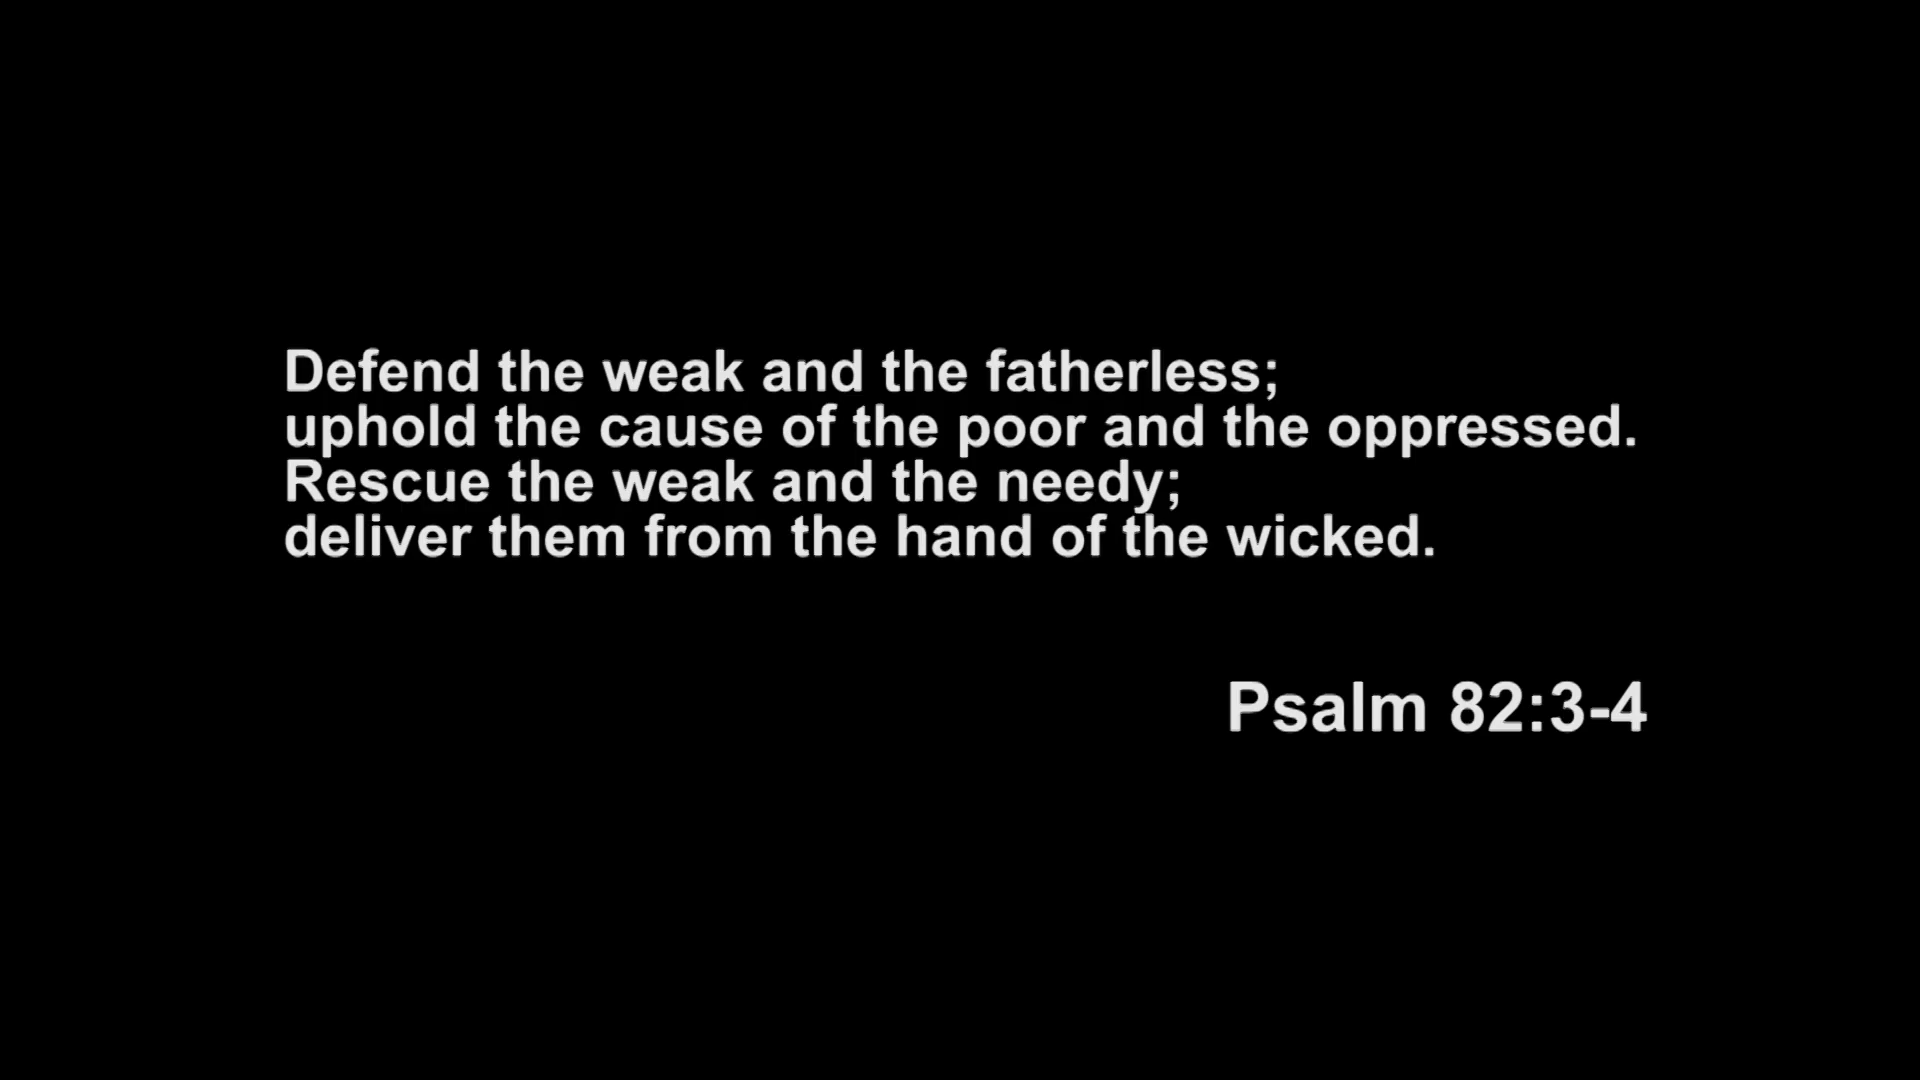 Defend the weak and the fatherless;
uphold the cause of the poor and the oppressed.
Rescue the weak and the needy;
deliver them from the hand of the wicked.
Psalm 82:3-4